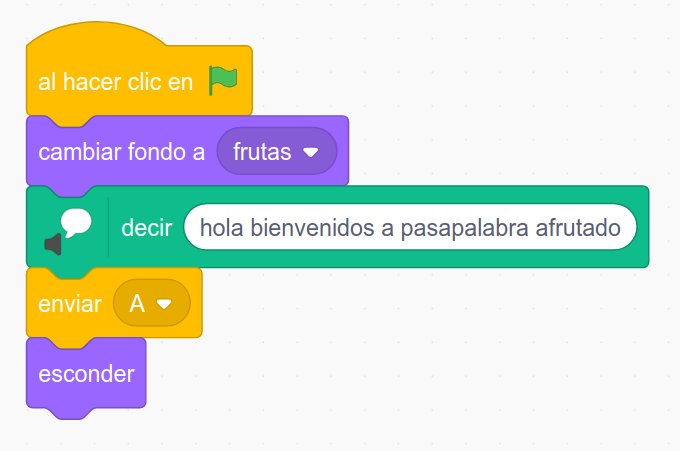 al hacer clic en
cambiar fondo a frutas
decir hola bienvenidos a pasapalabra afrutado
enviar A
esconder